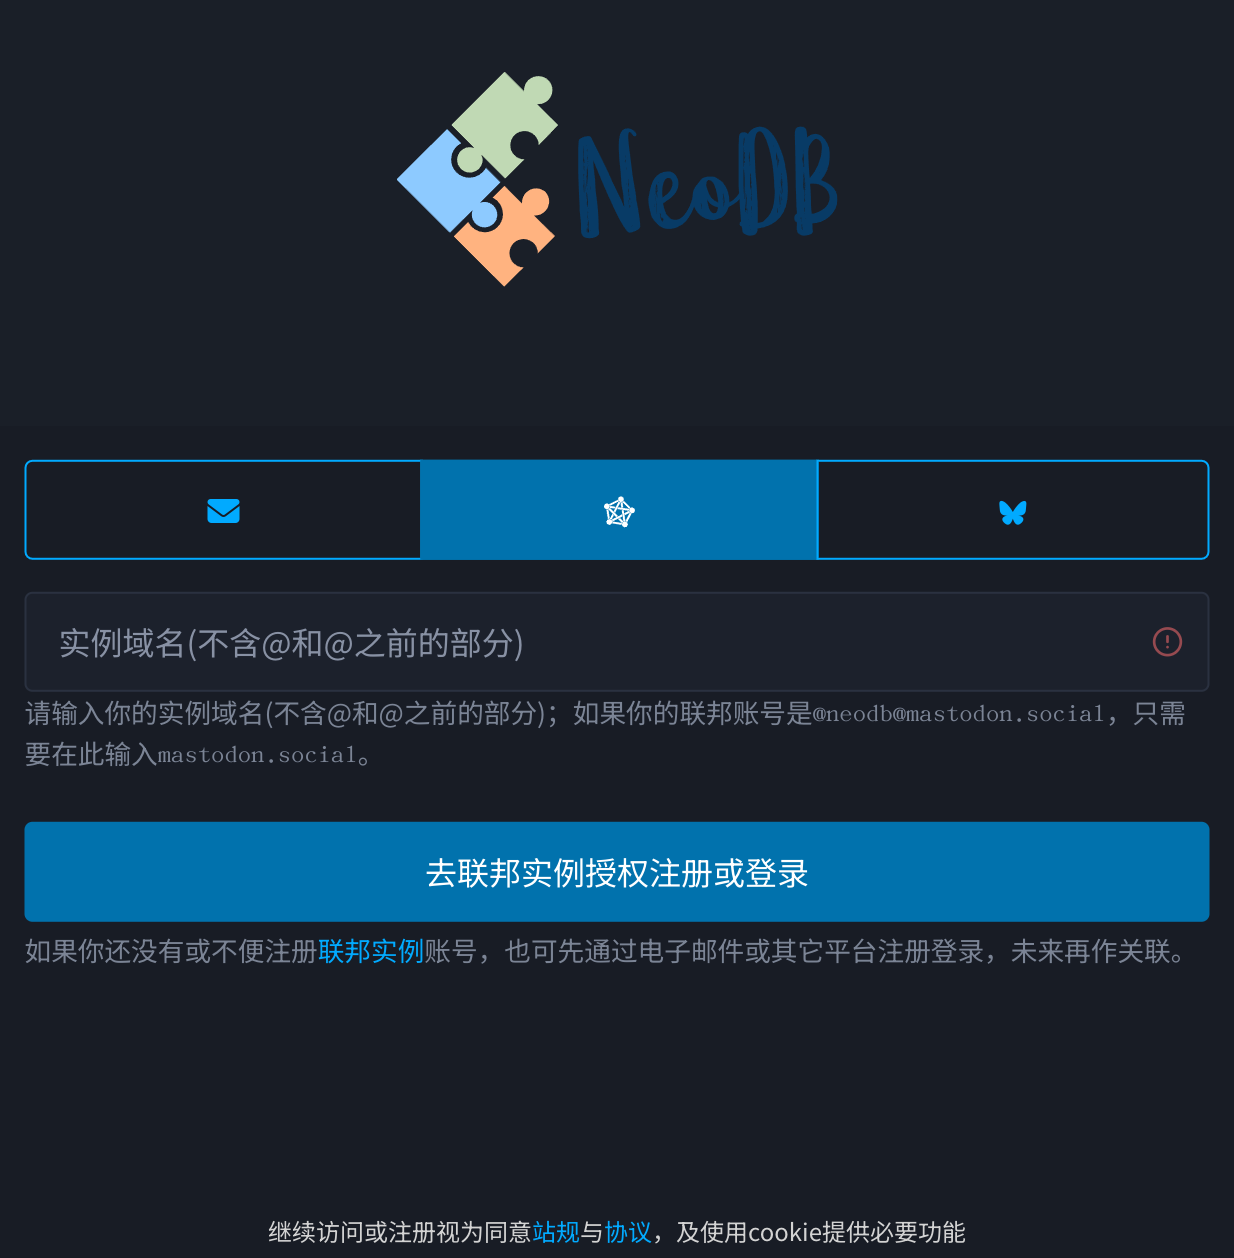 NeoDB
实例域名(不含@和@之前的部分)
请输入你的实例域名(不含@和@之前的部分)；如果你的联邦账号是@neodb@mastodon.social，只需
要在此输入mastodon.social。
去联邦实例授权注册或登录
如果你还没有或不便注册联邦实例账号，也可先通过电子邮件或其它平台注册登录，未来再作关联。
继续访问或注册视为同意站规与协议，及使用cookie提供必要功能